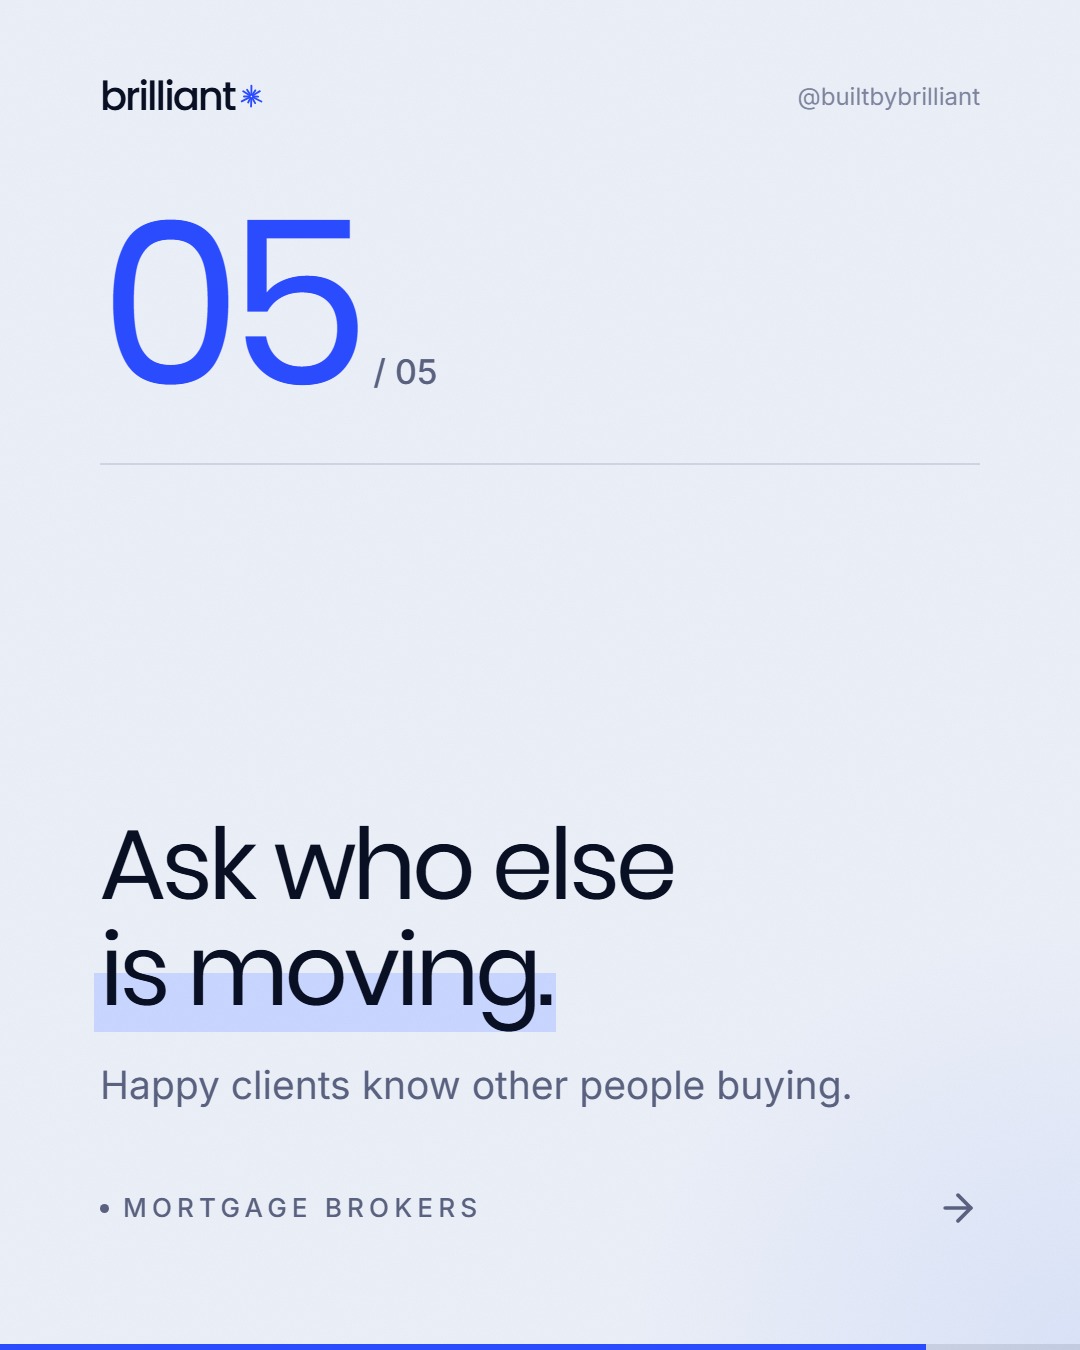 brilliant
@builtbybrilliant
05 / 05
Ask who else
is moving.
Happy clients know other people buying.
• MORTGAGE BROKERS